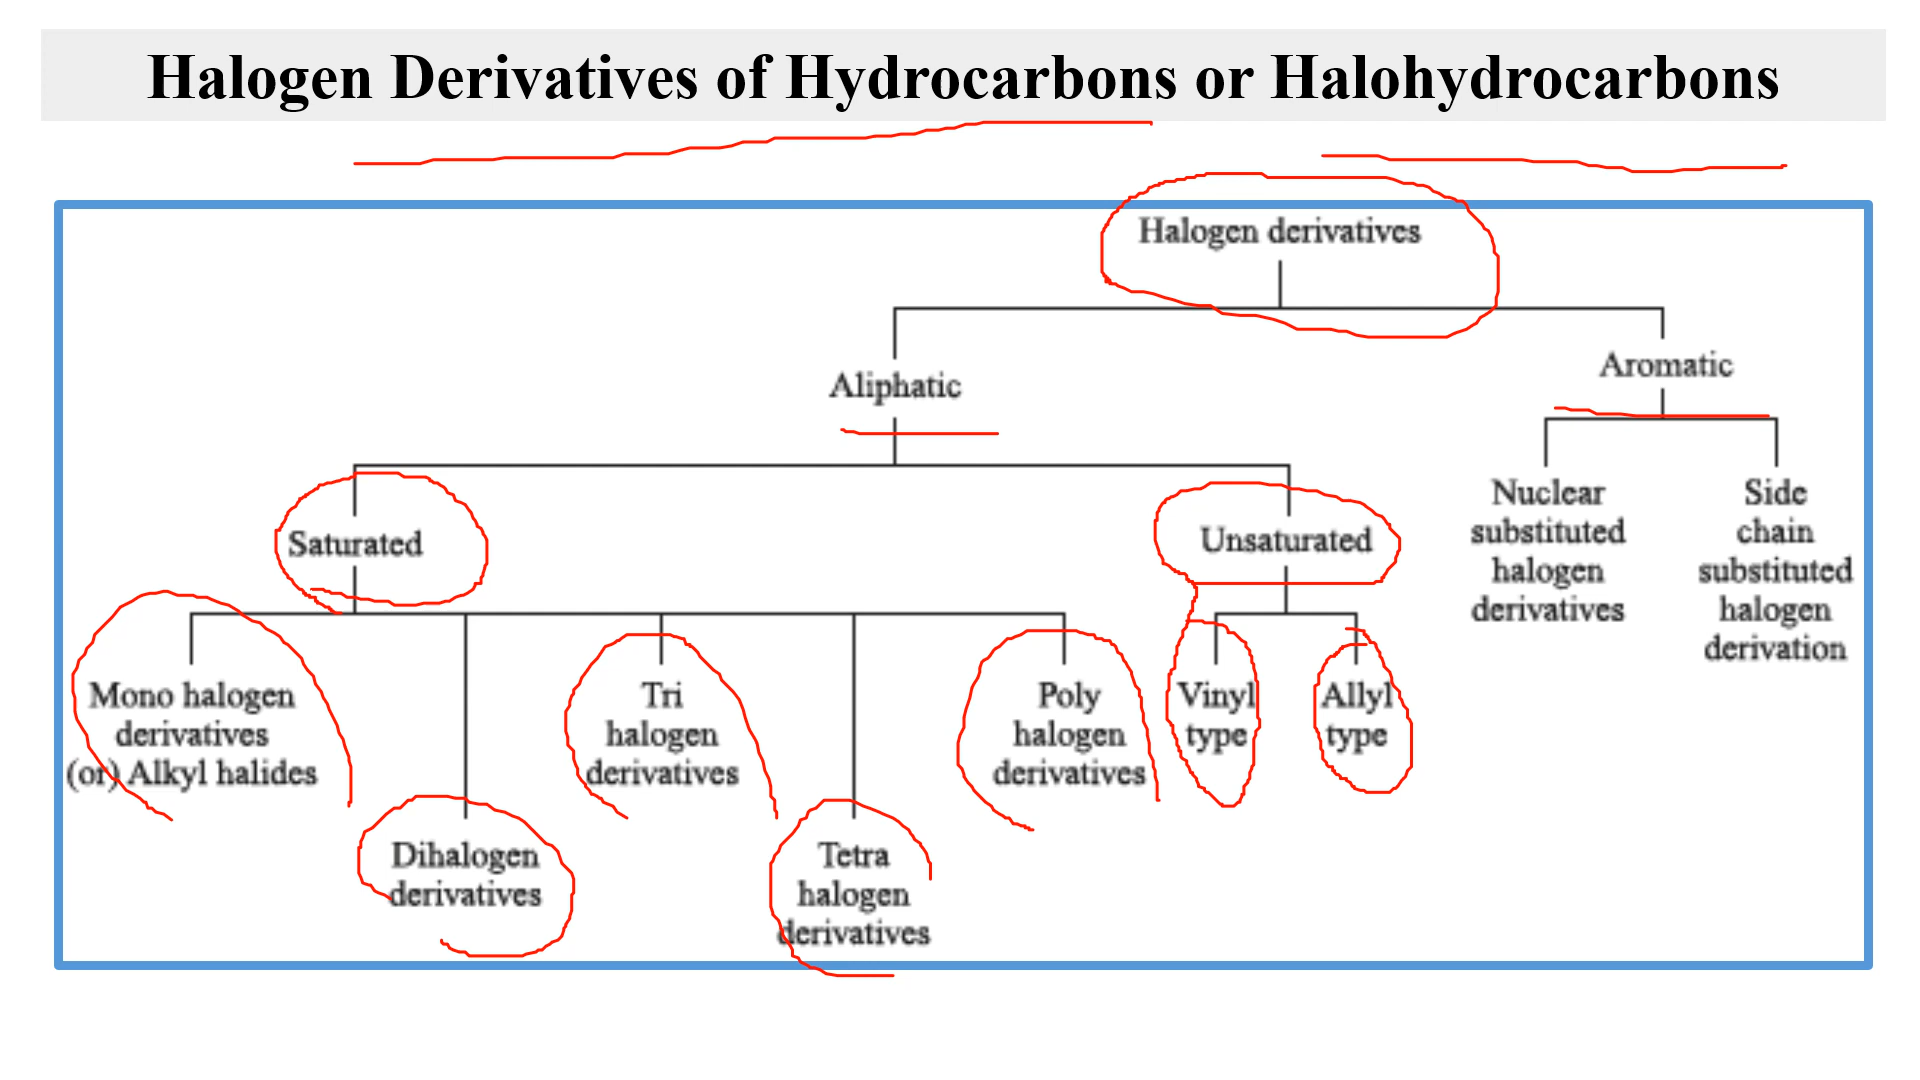 Halogen Derivatives of Hydrocarbons or Halohydrocarbons
Halogen derivatives
Aliphatic
Aromatic
Saturated
Unsaturated
Nuclear
substituted
halogen
derivatives
Side
chain
substituted
halogen
derivation
Mono halogen
derivatives
(or) Alkyl halides
Dihalogen
derivatives
Tri
halogen
derivatives
Tetra
halogen
derivatives
Poly
halogen
derivatives
Vinyl
type
Allyl
type